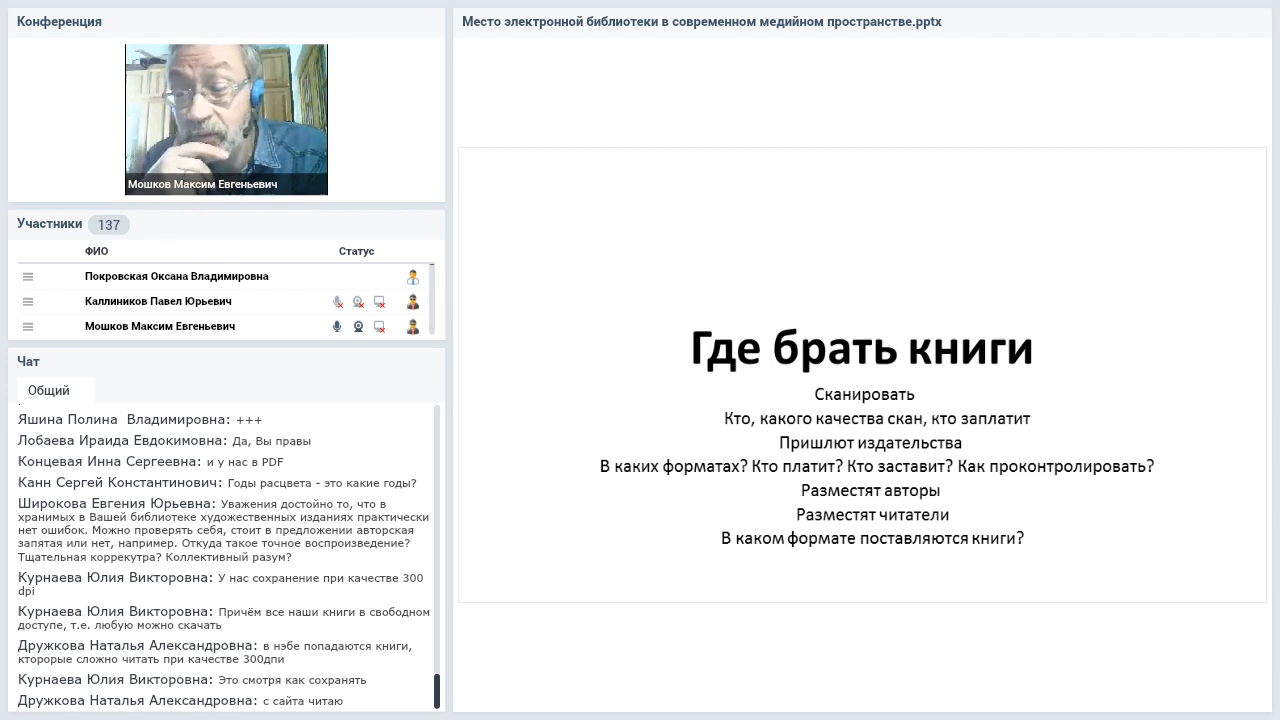 Конференция
Мошков Максим Евгеньевич
Участники 137
ФИО Статус
Покровская Оксана Владимировна
Каллиников Павел Юрьевич
Мошков Максим Евгеньевич
Чат
Общий
Яшина Полина Владимировна: +++
Лобаева Ираида Евдокимовна: Да, Вы правы
Концевая Инна Сергеевна: и у нас в PDF
Канн Сергей Константинович: Годы расцвета - это какие годы?
Широкова Евгения Юрьевна: Уважения достойно то, что в
хранимых в Вашей библиотеке художественных изданиях практически
нет ошибок. Можно проверять себя, стоит в предложении авторская
запятая или нет, например. Откуда такое точное воспроизведение?
Тщательная коррекутра? Коллективный разум?
Курнаева Юлия Викторовна: У нас сохранение при качестве 300
dpi
Курнаева Юлия Викторовна: Причём все наши книги в свободном
доступе, т.е. любую можно скачать
Дружкова Наталья Александровна: в нэбе попадаются книги,
кторорые сложно читать при качестве 300дпи
Курнаева Юлия Викторовна: Это смотря как сохранять
Дружкова Наталья Александровна: с сайта читаю
Место электронной библиотеки в современном медийном пространстве.pptx
Где брать книги
Сканировать
Кто, какого качества скан, кто заплатит
Пришлют издательства
В каких форматах? Кто платит? Кто заставит? Как проконтролировать?
Разместят авторы
Разместят читатели
В каком формате поставляются книги?